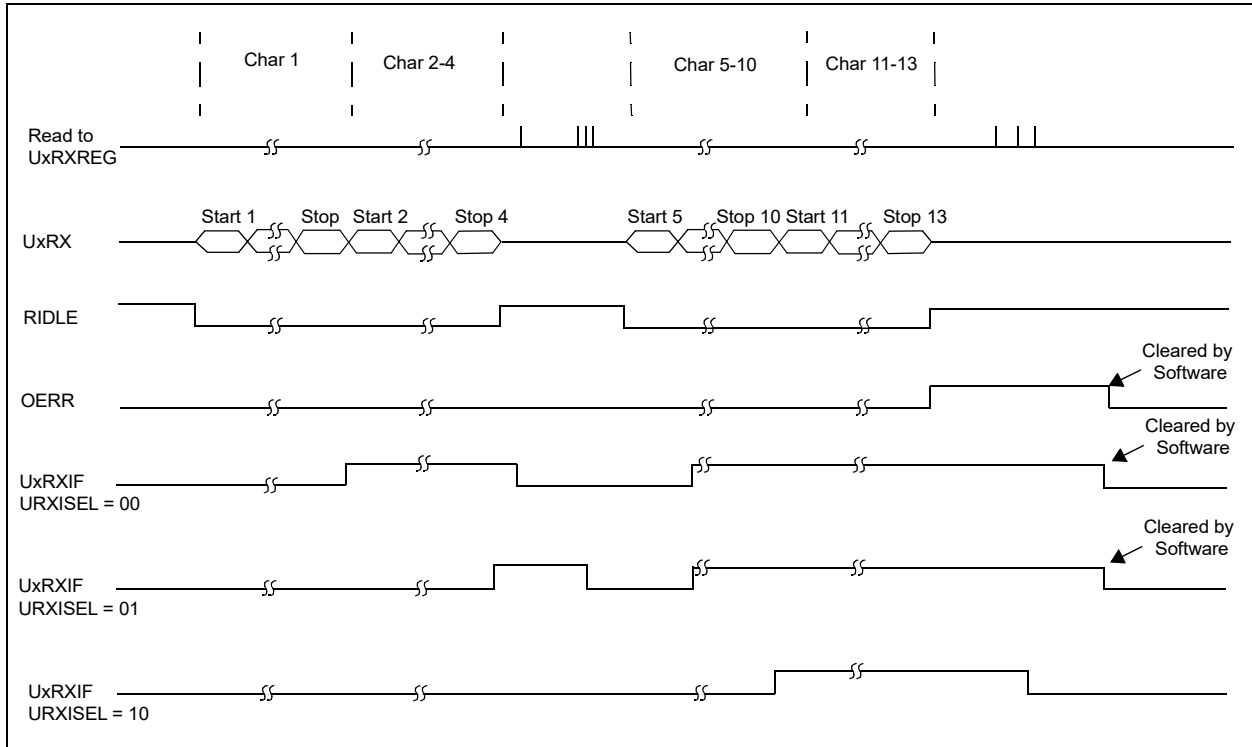 Char 1
Char 2-4
Char 5-10
Char 11-13
Read to
UxRXREG
Start 1
Stop
Start 2
Stop 4
Start 5
Stop 10
Start 11
Stop 13
UxRX
RIDLE
Cleared by
Software
OERR
Cleared by
Software
UxRXIF
URXISEL = 00
Cleared by
Software
UxRXIF
URXISEL = 01
UxRXIF
URXISEL = 10